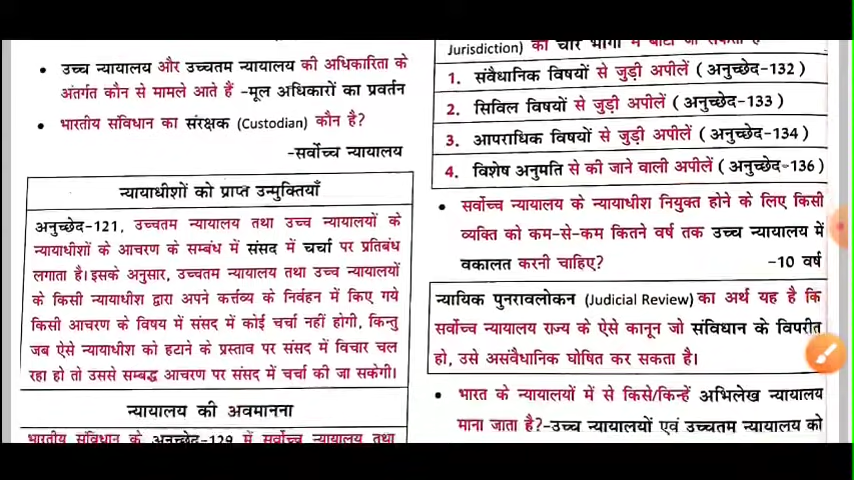 उच्च न्यायालय और उच्चतम न्यायालय की अधिकारिता के
अंतर्गत कौन से मामले आते हैं -मूल अधिकारों का प्रवर्तन
भारतीय संविधान का संरक्षक (Custodian) कौन है?
-सर्वोच्च न्यायालय
न्यायाधीशों को प्राप्त उन्मुक्तियाँ
अनुच्छेद-121, उच्चतम न्यायालय तथा उच्च न्यायालयों के
न्यायाधीशों के आचरण के सम्बंध में संसद में चर्चा पर प्रतिबंध
लगाता है। इसके अनुसार, उच्चतम न्यायालय तथा उच्च न्यायालयों
के किसी न्यायाधीश द्वारा अपने कर्त्तव्य के निर्वहन में किए गये
किसी आचरण के विषय में संसद में कोई चर्चा नहीं होगी, किन्तु
जब ऐसे न्यायाधीश को हटाने के प्रस्ताव पर संसद में विचार चल
रहा हो तो उससे सम्बद्ध आचरण पर संसद में चर्चा की जा सकेगी।
न्यायालय की अवमानना
भारतीय संविधान के अनुच्छेद-129 में सर्वोच्च न्यायालय तथा
Jurisdiction) को चार भागों में बाँटा जा सकता है
1. संवैधानिक विषयों से जुड़ी अपीलें (अनुच्छेद-132)
2. सिविल विषयों से जुड़ी अपीलें (अनुच्छेद-133)
3. आपराधिक विषयों से जुड़ी अपीलें (अनुच्छेद-134)
4. विशेष अनुमति से की जाने वाली अपीलें (अनुच्छेद-136)
सर्वोच्च न्यायालय के न्यायाधीश नियुक्त होने के लिए किसी
व्यक्ति को कम-से-कम कितने वर्ष तक उच्च न्यायालय में
वकालत करनी चाहिए? -10 वर्ष
न्यायिक पुनरावलोकन (Judicial Review) का अर्थ यह है कि
सर्वोच्च न्यायालय राज्य के ऐसे कानून जो संविधान के विपरीत
हो, उसे असंवैधानिक घोषित कर सकता है।
भारत के न्यायालयों में से किसे/किन्हें अभिलेख न्यायालय
माना जाता है?-उच्च न्यायालयों एवं उच्चतम न्यायालय को